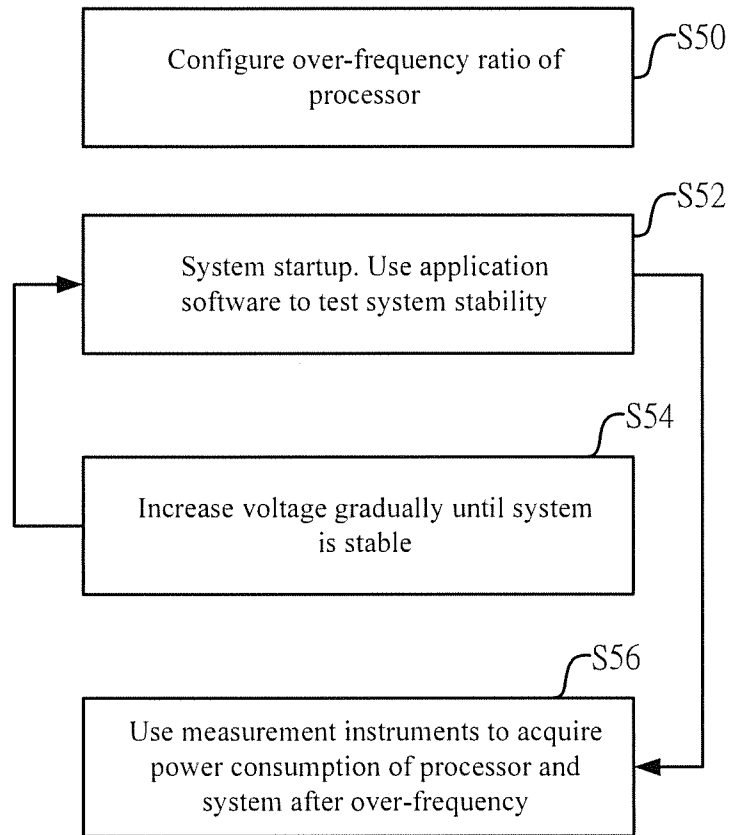 S50
Configure over-frequency ratio of
processor
S52
System startup. Use application
software to test system stability
S54
Increase voltage gradually until system
is stable
S56
Use measurement instruments to acquire
power consumption of processor and
system after over-frequency